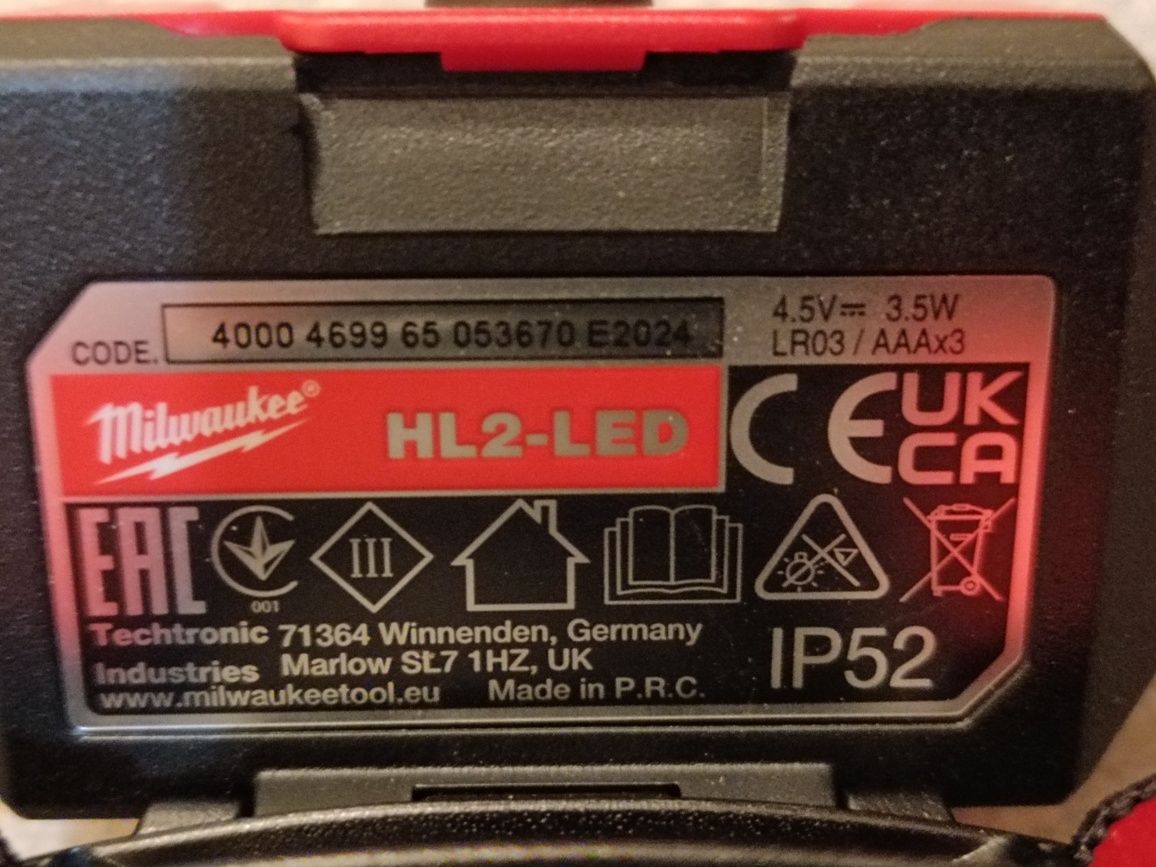 CODE. 4000 4699 65 053670 E2024
4.5V⎓ 3.5W
LR03 / AAAx3
Milwaukee®
HL2-LED
CE
UK
CA
EAC
001
III
Techtronic 71364 Winnenden, Germany
Industries Marlow SL7 1HZ, UK
www.milwaukeetool.eu Made in P.R.C.
IP52